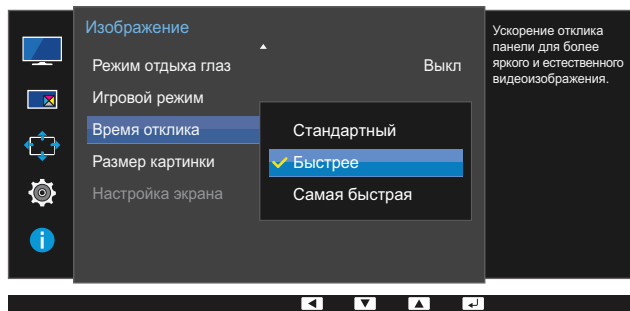 Изображение
Режим отдыха глаз Выкл
Игровой режим
Время отклика
Размер картинки
Настройка экрана
Стандартный
Быстрее
Самая быстрая
Ускорение отклика
панели для более
яркого и естественного
видеоизображения.